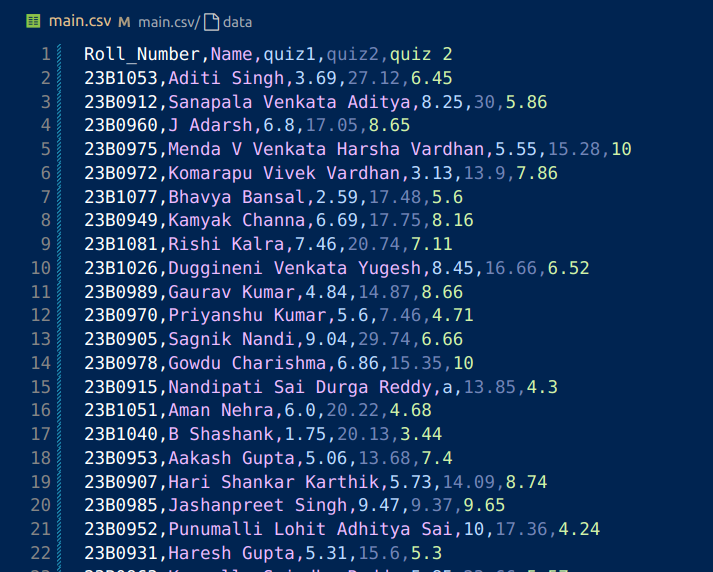 main.csv M main.csv/ data
1 Roll_Number,Name,quiz1,quiz2,quiz 2
2 23B1053,Aditi Singh,3.69,27.12,6.45
3 23B0912,Sanapala Venkata Aditya,8.25,30,5.86
4 23B0960,J Adarsh,6.8,17.05,8.65
5 23B0975,Menda V Venkata Harsha Vardhan,5.55,15.28,10
6 23B0972,Komarapu Vivek Vardhan,3.13,13.9,7.86
7 23B1077,Bhavya Bansal,2.59,17.48,5.6
8 23B0949,Kamyak Channa,6.69,17.75,8.16
9 23B1081,Rishi Kalra,7.46,20.74,7.11
10 23B1026,Duggineni Venkata Yugesh,8.45,16.66,6.52
11 23B0989,Gaurav Kumar,4.84,14.87,8.66
12 23B0970,Priyanshu Kumar,5.6,7.46,4.71
13 23B0905,Sagnik Nandi,9.04,29.74,6.66
14 23B0978,Gowdu Charishma,6.86,15.35,10
15 23B0915,Nandipati Sai Durga Reddy,a,13.85,4.3
16 23B1051,Aman Nehra,6.0,20.22,4.68
17 23B1040,B Shashank,1.75,20.13,3.44
18 23B0953,Aakash Gupta,5.06,13.68,7.4
19 23B0907,Hari Shankar Karthik,5.73,14.09,8.74
20 23B0985,Jashanpreet Singh,9.47,9.37,9.65
21 23B0952,Punumalli Lohit Adhitya Sai,10,17.36,4.24
22 23B0931,Haresh Gupta,5.31,15.6,5.3